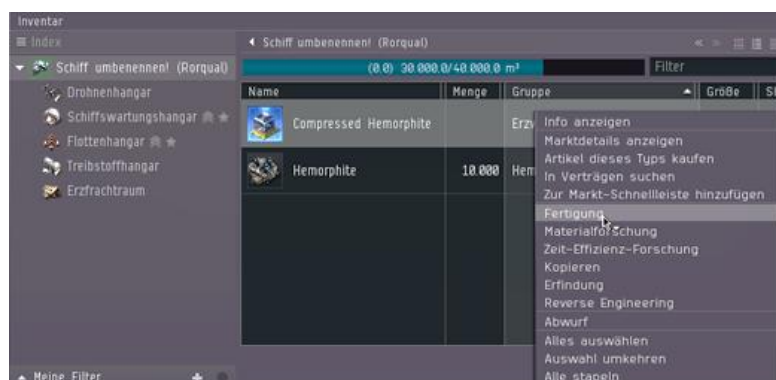 Inventar
Index
Schiff umbenennen! (Rorqual)
Schiff umbenennen! (Rorqual)
(0.0) 30.000,0/40.000,0 m³
Filter
Drohnenhangar
Schiffswartungshangar
Flottenhangar
Treibstoffhangar
Erzfrachtraum
Name Menge Gruppe Größe
Compressed Hemorphite
Hemorphite 10.000 Hem
Info anzeigen
Marktdetails anzeigen
Artikel dieses Typs kaufen
In Verträgen suchen
Zur Markt-Schnellleiste hinzufügen
Fertigung
Materialforschung
Zeit-Effizienz-Forschung
Kopieren
Erfindung
Reverse Engineering
Abwurf
Alles auswählen
Auswahl umkehren
Alle stapeln
Meine Filter